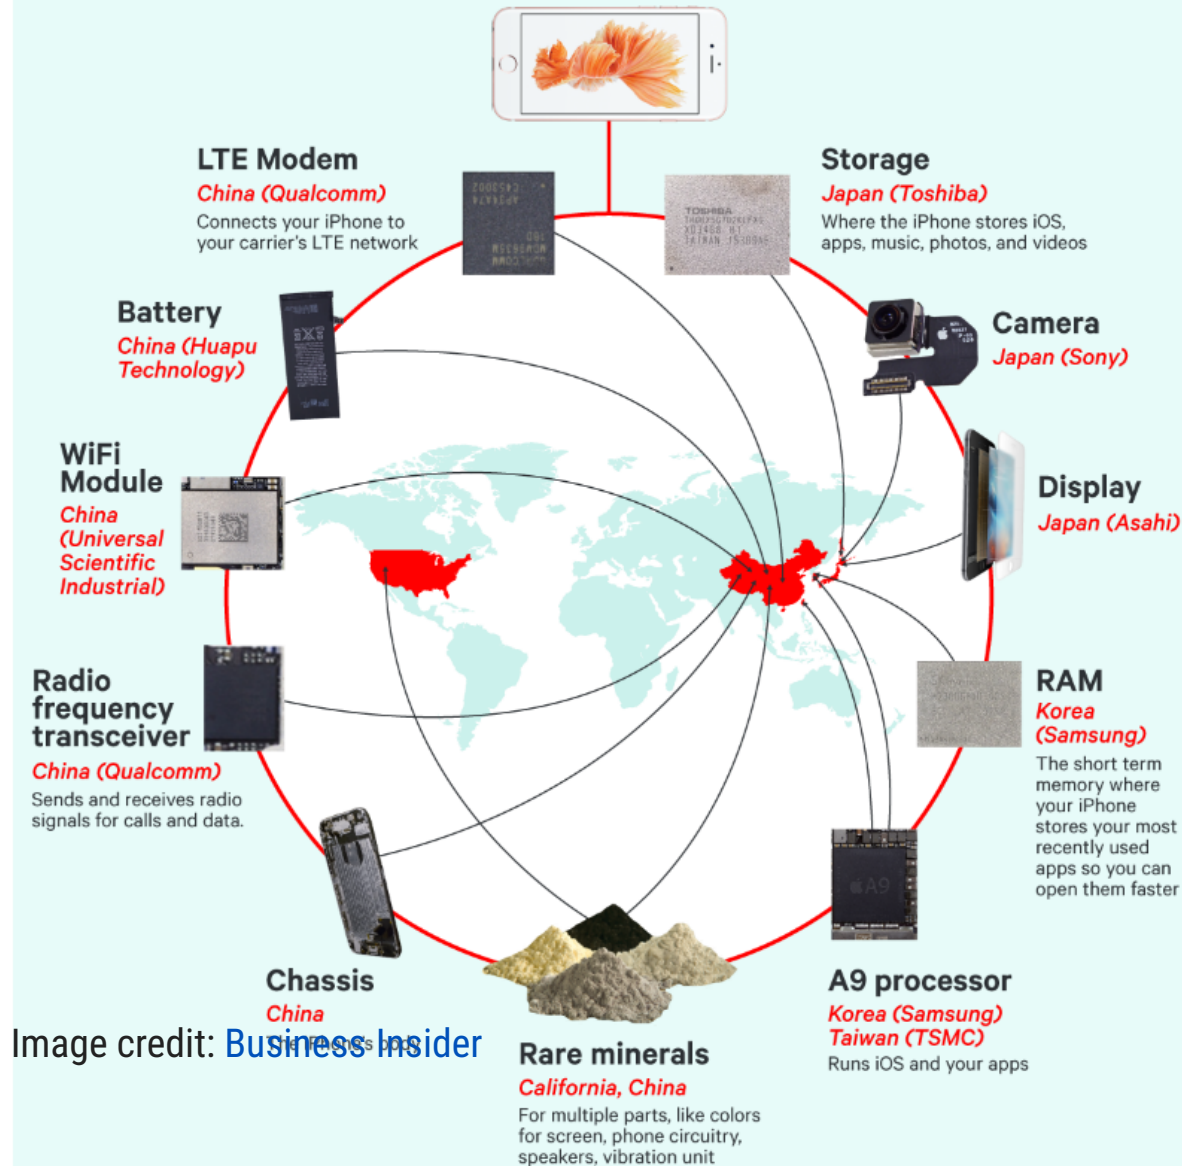 LTE Modem
China (Qualcomm)
Connects your iPhone to
your carrier's LTE network
Storage
Japan (Toshiba)
Where the iPhone stores iOS,
apps, music, photos, and videos
TOSHIBA
Battery
China (Huapu
Technology)
Camera
Japan (Sony)
WiFi
Module
China
(Universal
Scientific
Industrial)
Display
Japan (Asahi)
Radio
frequency
transceiver
China (Qualcomm)
Sends and receives radio
signals for calls and data.
RAM
Korea
(Samsung)
The short term
memory where
your iPhone
stores your most
recently used
apps so you can
open them faster
A9
Chassis
China
The iPhone's body
Image credit: Business Insider
Rare minerals
California, China
For multiple parts, like colors
for screen, phone circuitry,
speakers, vibration unit
A9 processor
Korea (Samsung)
Taiwan (TSMC)
Runs iOS and your apps